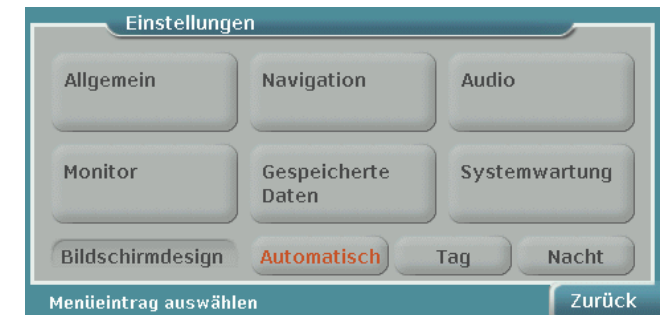 Einstellungen
Allgemein
Navigation
Audio
Monitor
Gespeicherte
Daten
Systemwartung
Bildschirmdesign
Automatisch
Tag
Nacht
Menüeintrag auswählen
Zurück